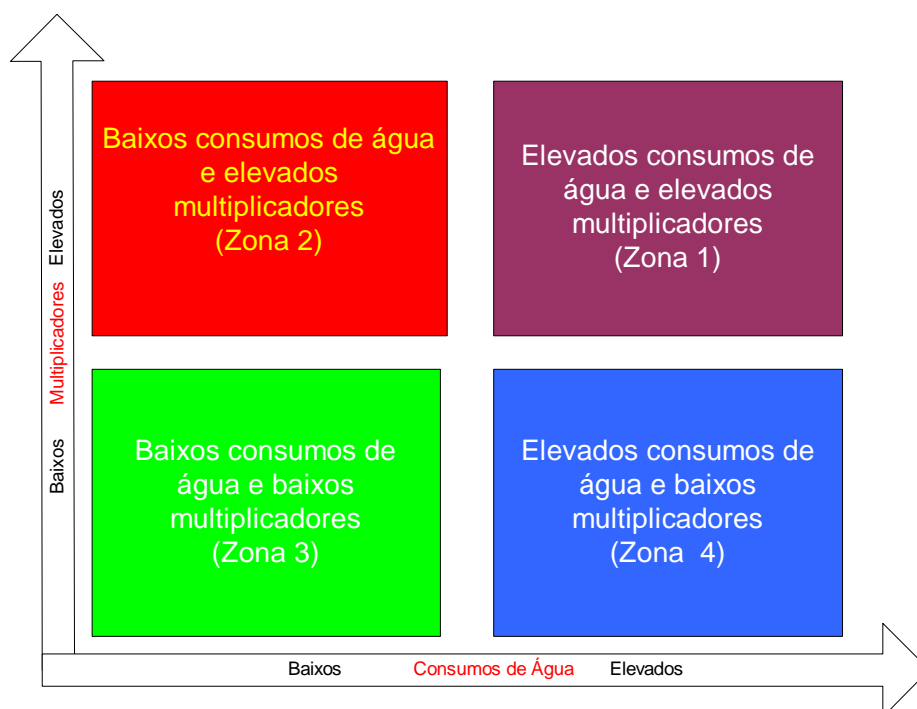 Baixos consumos de água
e elevados
multiplicadores
(Zona 2)
Elevados consumos de
água e elevados
multiplicadores
(Zona 1)
Baixos consumos de
água e baixos
multiplicadores
(Zona 3)
Elevados consumos de
água e baixos
multiplicadores
(Zona 4)
Baixos Multiplicadores Elevados
Baixos Consumos de Água Elevados